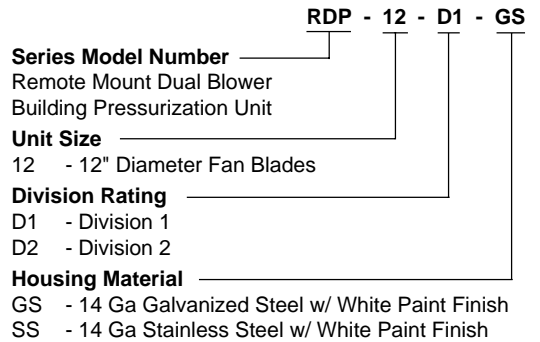 RDP - 12 - D1 - GS
Series Model Number
Remote Mount Dual Blower
Building Pressurization Unit
Unit Size
12 - 12" Diameter Fan Blades
Division Rating
D1 - Division 1
D2 - Division 2
Housing Material
GS - 14 Ga Galvanized Steel w/ White Paint Finish
SS - 14 Ga Stainless Steel w/ White Paint Finish